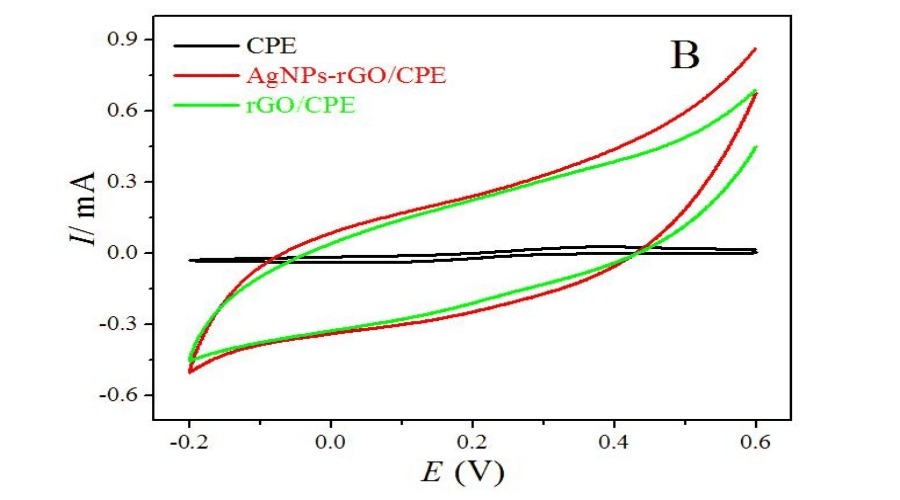 B
CPE
AgNPs-rGO/CPE
rGO/CPE
0.9
0.6
0.3
0.0
-0.3
-0.6
I/ mA
-0.2 0.0 0.2 0.4 0.6
E (V)